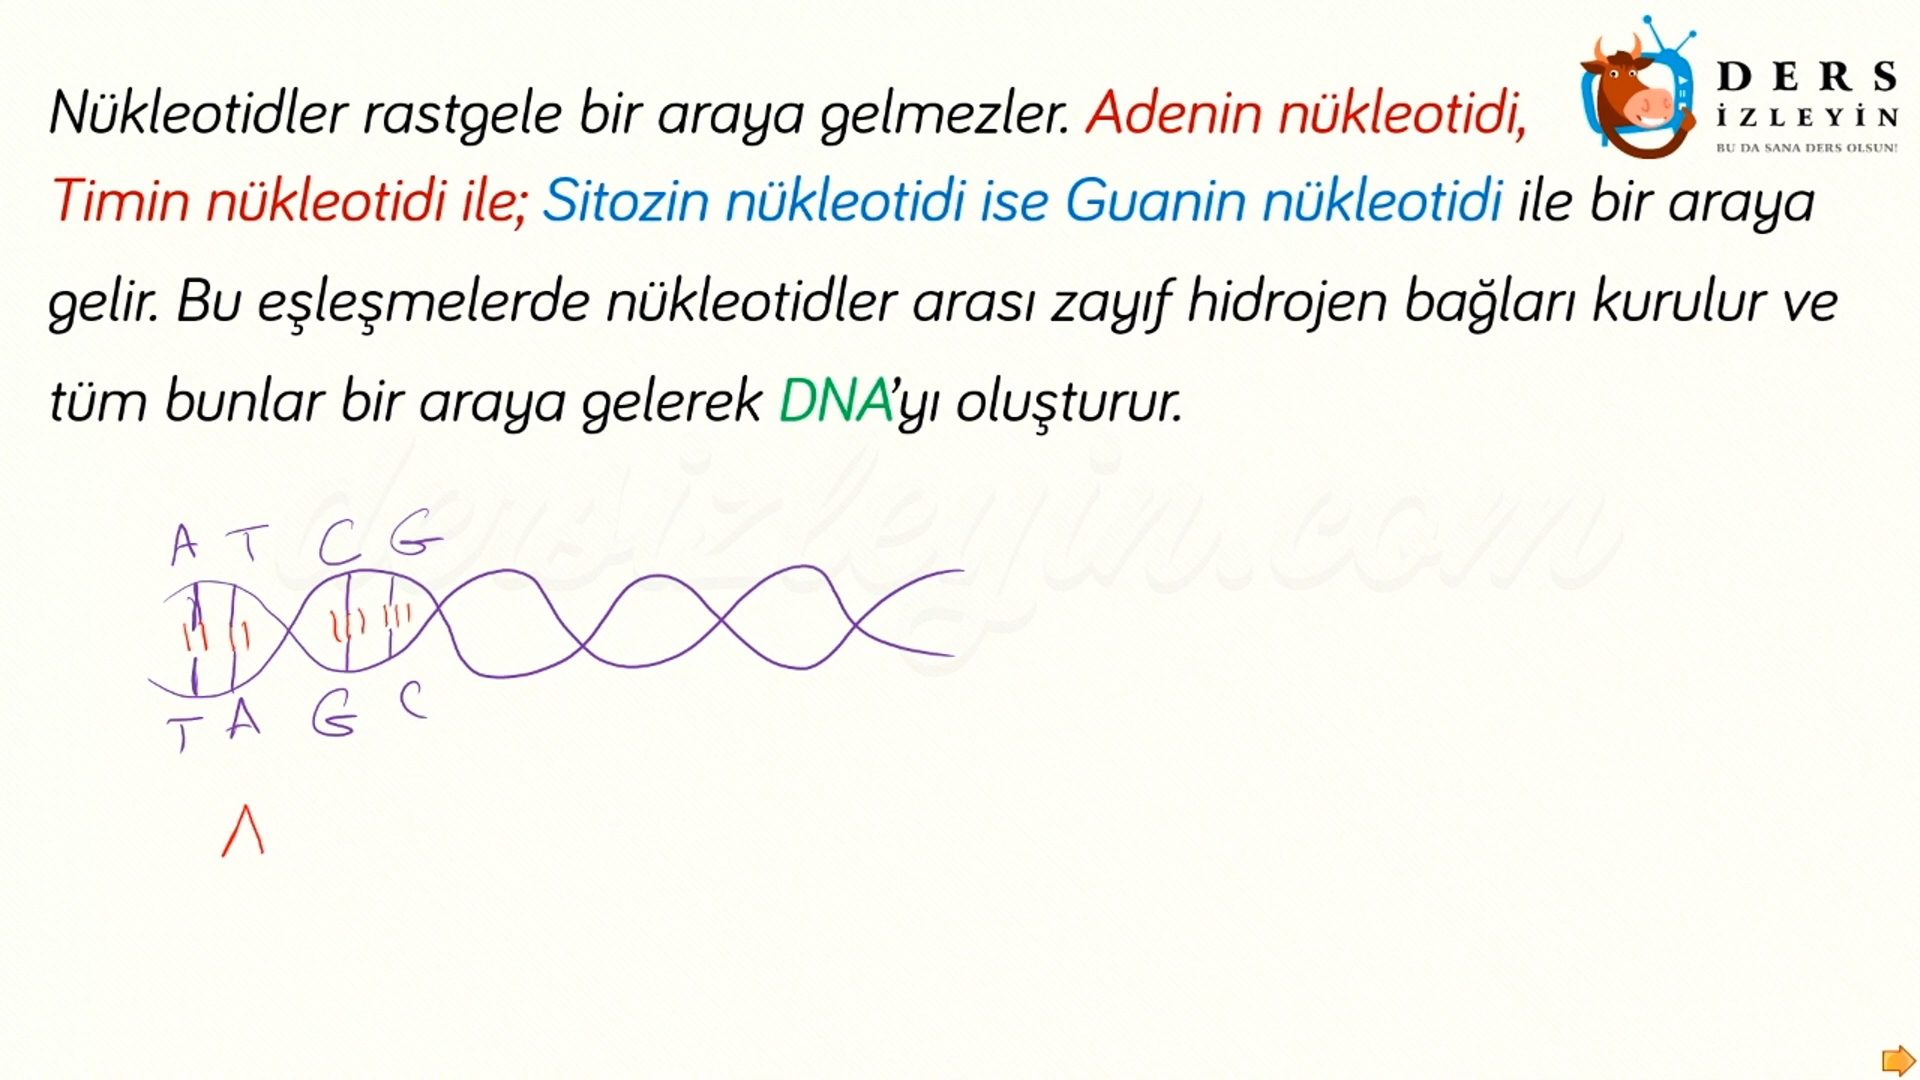 Nükleotidler rastgele bir araya gelmezler. Adenin nükleotidi,
Timin nükleotidi ile; Sitozin nükleotidi ise Guanin nükleotidi ile bir araya
gelir. Bu eşleşmelerde nükleotidler arası zayıf hidrojen bağları kurulur ve
tüm bunlar bir araya gelerek DNA’yı oluşturur.
DERS
İZLEYİN
BU DA SANA DERS OLSUN!
dersizleyin.com
A T C G
T A G C